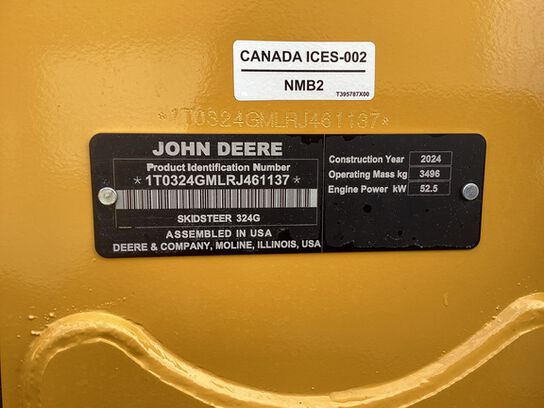 CANADA ICES-002
NMB2
T395787X00
*1T0324GMLRJ461137*
JOHN DEERE
Product Identification Number
*1T0324GMLRJ461137*
SKIDSTEER 324G
ASSEMBLED IN USA
DEERE & COMPANY, MOLINE, ILLINOIS, USA
Construction Year 2024
Operating Mass kg 3496
Engine Power kW 52.5